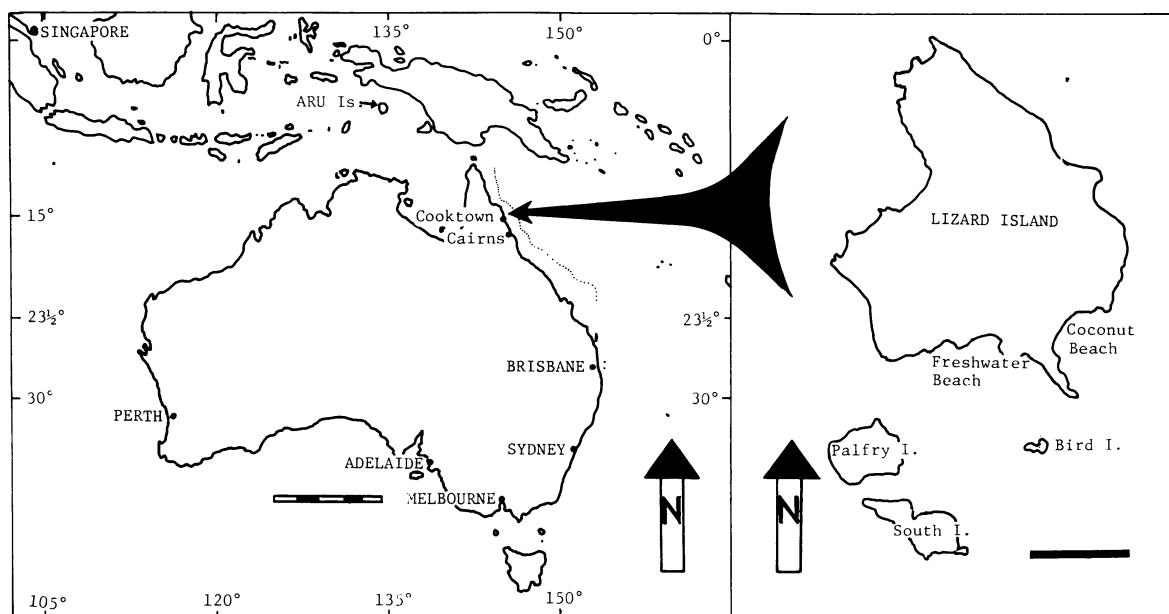 SINGAPORE
135°
150°
0°
ARU Is.
15°
Cooktown
Cairns
LIZARD ISLAND
23½°
23½°
Coconut
Beach
BRISBANE
Freshwater
Beach
30°
30°
PERTH
SYDNEY
Palfry I.
Bird I.
ADELAIDE
MELBOURNE
N
N
South I.
105°
120°
135°
150°